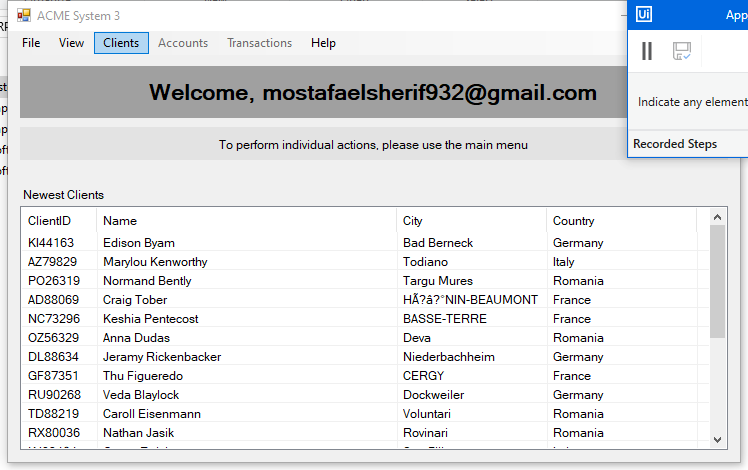 ACME System 3
Ui App
File View Clients Accounts Transactions Help
Welcome, mostafaelsherif932@gmail.com
Indicate any element
To perform individual actions, please use the main menu
Recorded Steps
Newest Clients
ClientID Name City Country
KI44163 Edison Byam Bad Berneck Germany
AZ79829 Marylou Kenworthy Todiano Italy
PO26319 Normand Bently Targu Mures Romania
AD88069 Craig Tober HÃ?â?°NIN-BEAUMONT France
NC73296 Keshia Pentecost BASSE-TERRE France
OZ56329 Anna Dudas Deva Romania
DL88634 Jeramy Rickenbacker Niederbachheim Germany
GF87351 Thu Figueredo CERGY France
RU90268 Veda Blaylock Dockweiler Germany
TD88219 Caroll Eisenmann Voluntari Romania
RX80036 Nathan Jasik Rovinari Romania